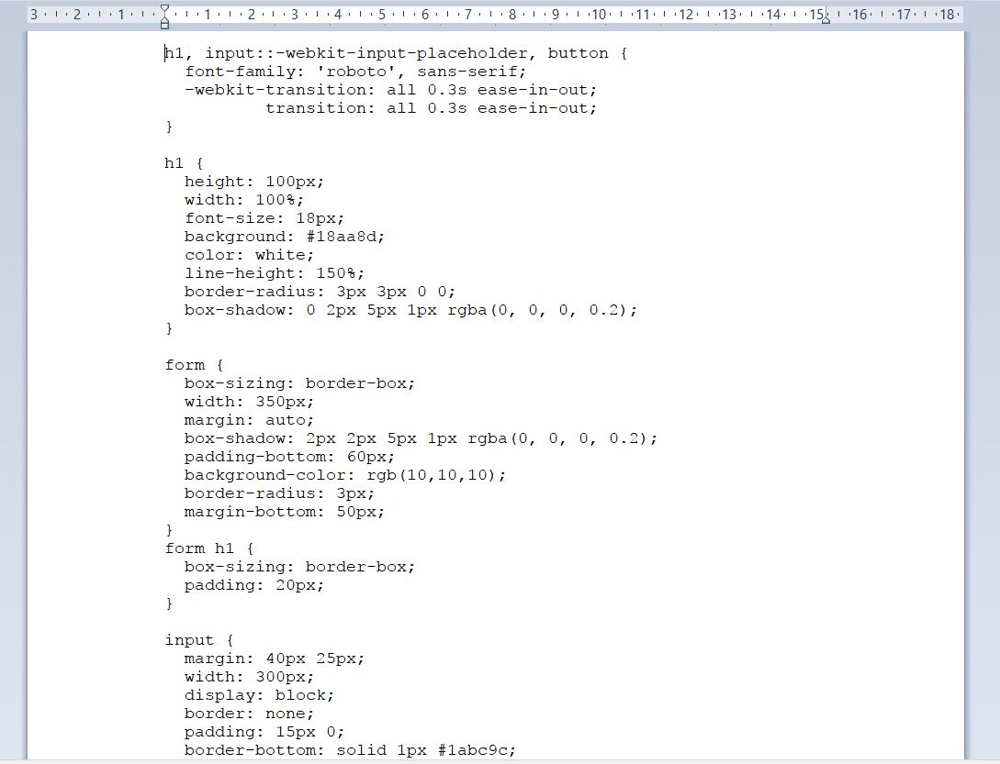 3 2 1 1 2 3 4 5 6 7 8 9 10 11 12 13 14 15 16 17 18
h1, input::-webkit-input-placeholder, button {
  font-family: 'roboto', sans-serif;
  -webkit-transition: all 0.3s ease-in-out;
          transition: all 0.3s ease-in-out;
}

h1 {
  height: 100px;
  width: 100%;
  font-size: 18px;
  background: #18aa8d;
  color: white;
  line-height: 150%;
  border-radius: 3px 3px 0 0;
  box-shadow: 0 2px 5px 1px rgba(0, 0, 0, 0.2);
}

form {
  box-sizing: border-box;
  width: 350px;
  margin: auto;
  box-shadow: 2px 2px 5px 1px rgba(0, 0, 0, 0.2);
  padding-bottom: 60px;
  background-color: rgb(10,10,10);
  border-radius: 3px;
  margin-bottom: 50px;
}
form h1 {
  box-sizing: border-box;
  padding: 20px;
}

input {
  margin: 40px 25px;
  width: 300px;
  display: block;
  border: none;
  padding: 15px 0;
  border-bottom: solid 1px #1abc9c;